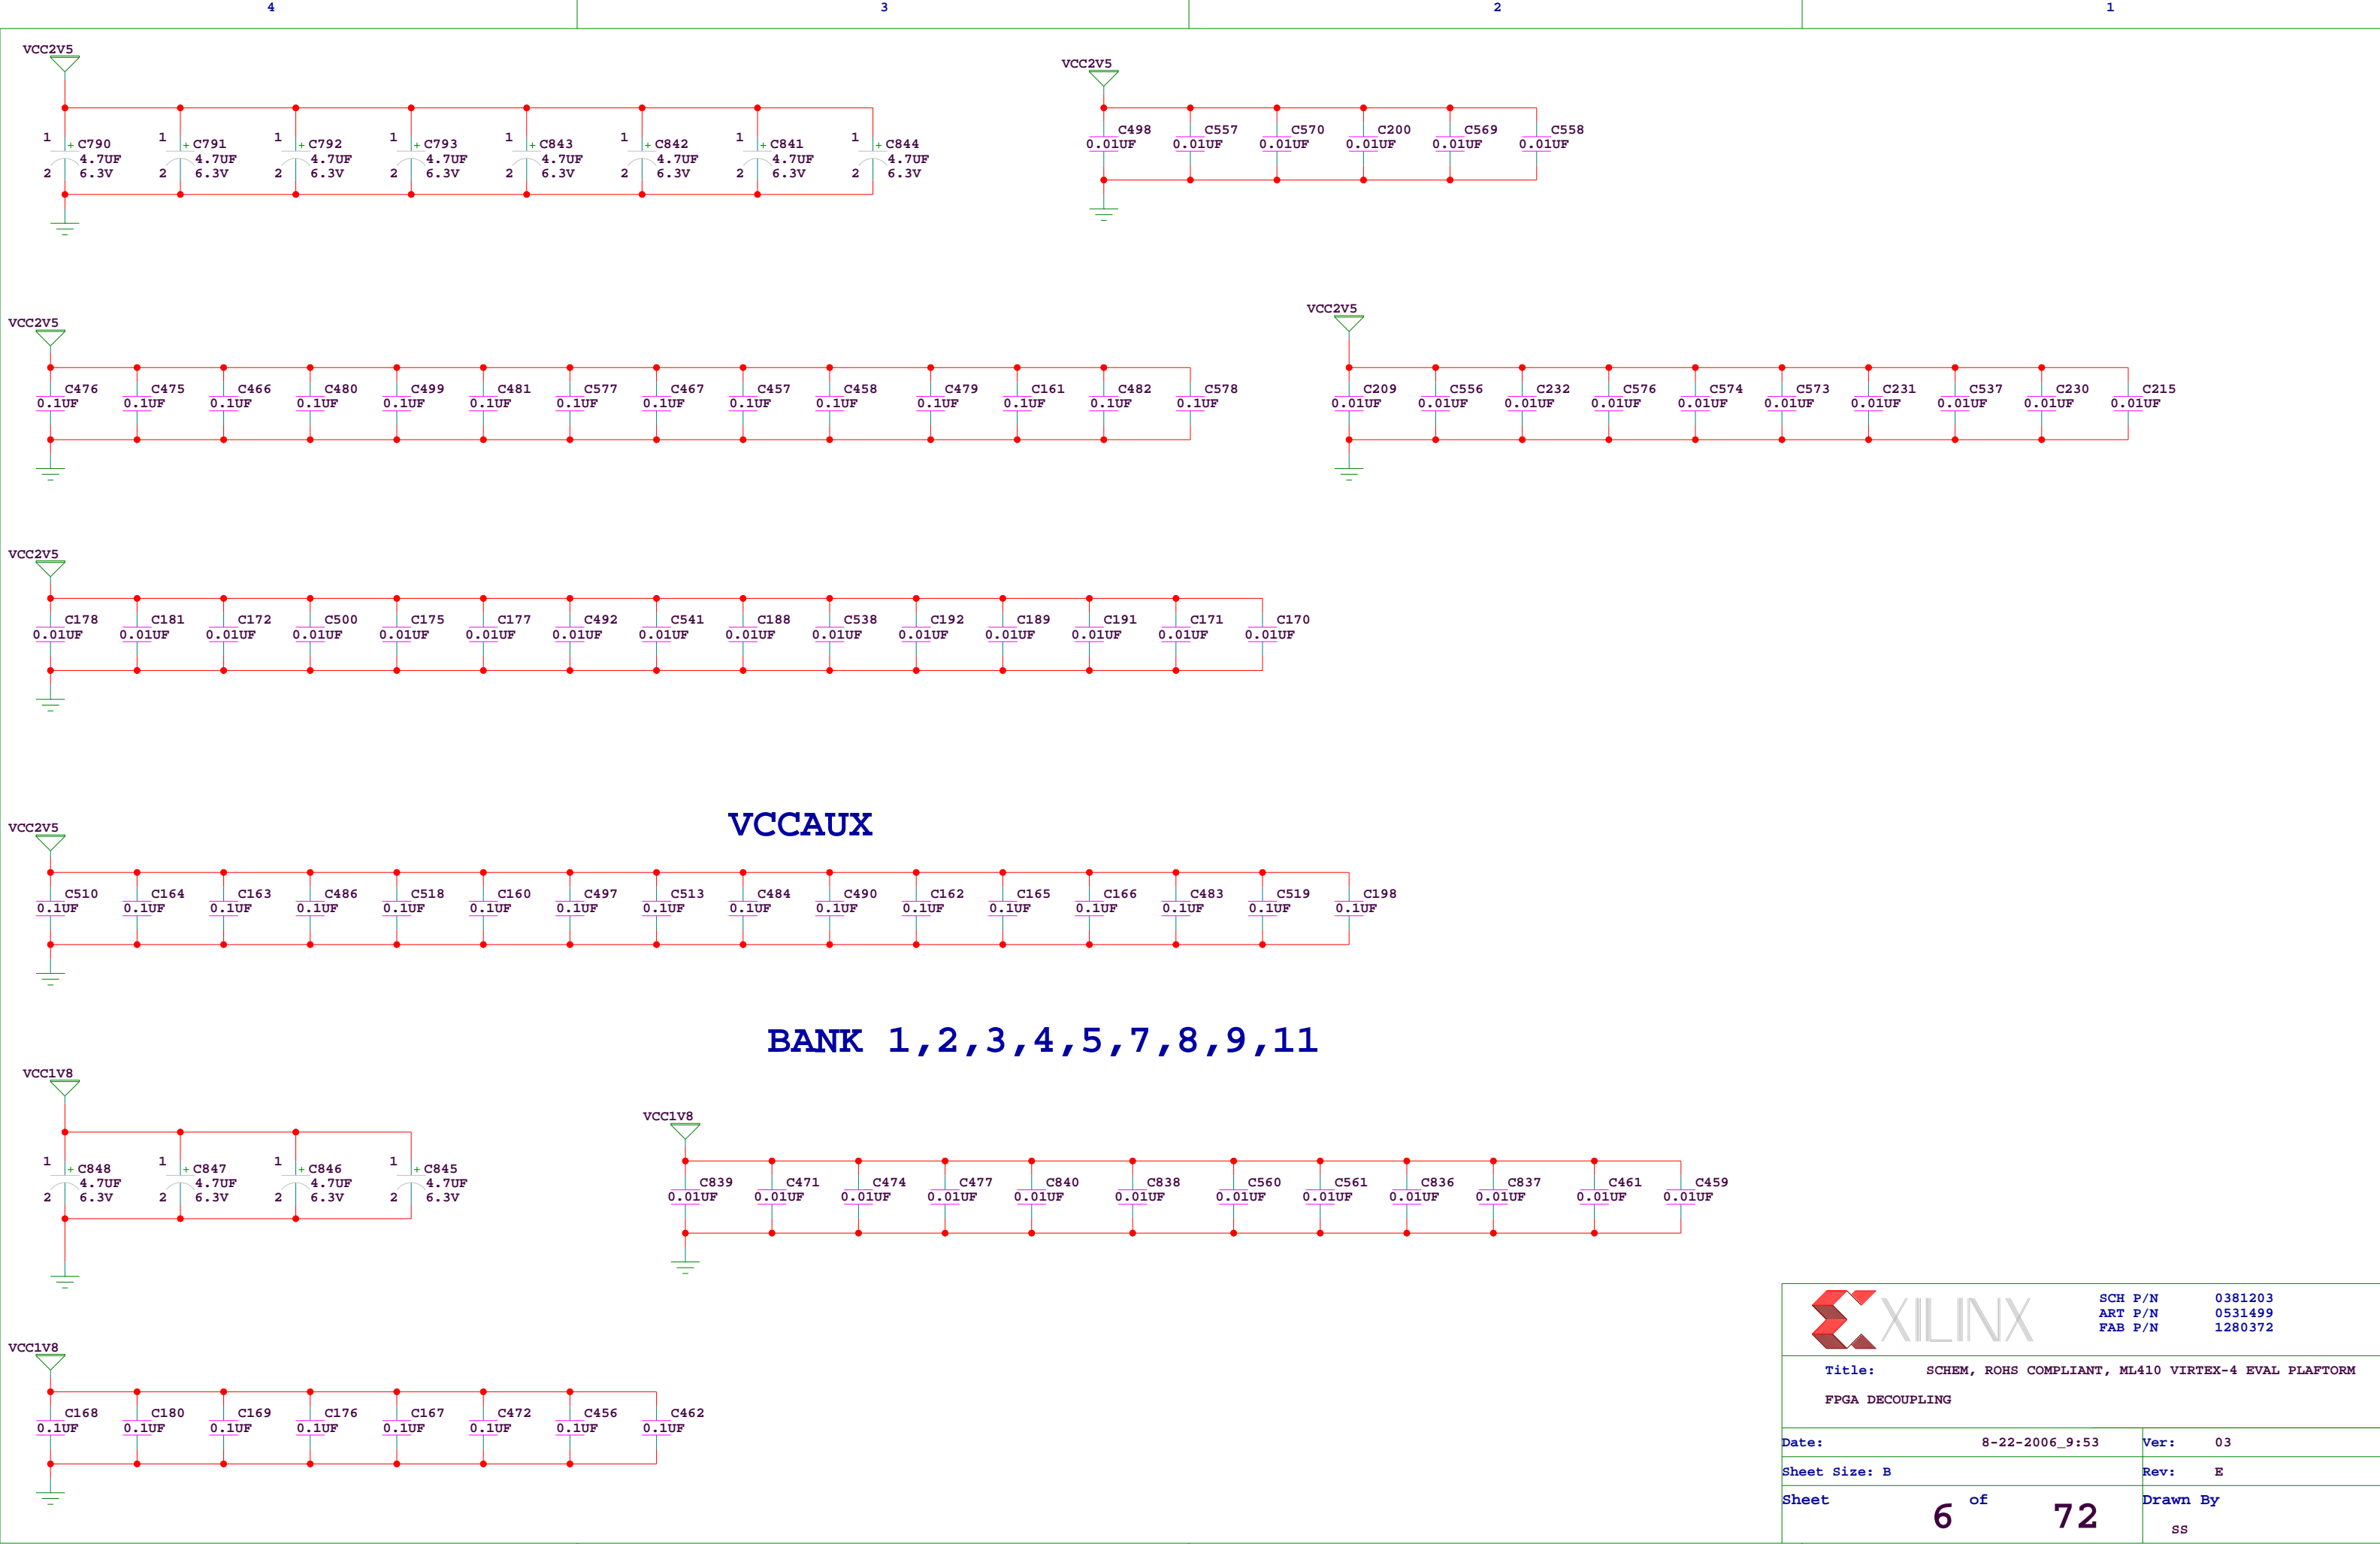 4 3 2 1
VCC2V5
1 1 1 1 1 1 1 1
+ C790 + C791 + C792 + C793 + C843 + C842 + C841 + C844
4.7UF 4.7UF 4.7UF 4.7UF 4.7UF 4.7UF 4.7UF 4.7UF
2 6.3V 2 6.3V 2 6.3V 2 6.3V 2 6.3V 2 6.3V 2 6.3V 2 6.3V
VCC2V5
C498 C557 C570 C200 C569 C558
0.01UF 0.01UF 0.01UF 0.01UF 0.01UF 0.01UF
VCC2V5
C476 C475 C466 C480 C499 C481 C577 C467 C457 C458 C479 C161 C482 C578
0.1UF 0.1UF 0.1UF 0.1UF 0.1UF 0.1UF 0.1UF 0.1UF 0.1UF 0.1UF 0.1UF 0.1UF 0.1UF 0.1UF
VCC2V5
C209 C556 C232 C576 C574 C573 C231 C537 C230 C215
0.01UF 0.01UF 0.01UF 0.01UF 0.01UF 0.01UF 0.01UF 0.01UF 0.01UF 0.01UF
VCC2V5
C178 C181 C172 C500 C175 C177 C492 C541 C188 C538 C192 C189 C191 C171 C170
0.01UF 0.01UF 0.01UF 0.01UF 0.01UF 0.01UF 0.01UF 0.01UF 0.01UF 0.01UF 0.01UF 0.01UF 0.01UF 0.01UF 0.01UF
VCCAUX
VCC2V5
C510 C164 C163 C486 C518 C160 C497 C513 C484 C490 C162 C165 C166 C483 C519 C198
0.1UF 0.1UF 0.1UF 0.1UF 0.1UF 0.1UF 0.1UF 0.1UF 0.1UF 0.1UF 0.1UF 0.1UF 0.1UF 0.1UF 0.1UF 0.1UF
BANK 1,2,3,4,5,7,8,9,11
VCC1V8
1 1 1 1
+ C848 + C847 + C846 + C845
4.7UF 4.7UF 4.7UF 4.7UF
2 6.3V 2 6.3V 2 6.3V 2 6.3V
VCC1V8
C839 C471 C474 C477 C840 C838 C560 C561 C836 C837 C461 C459
0.01UF 0.01UF 0.01UF 0.01UF 0.01UF 0.01UF 0.01UF 0.01UF 0.01UF 0.01UF 0.01UF 0.01UF
VCC1V8
C168 C180 C169 C176 C167 C472 C456 C462
0.1UF 0.1UF 0.1UF 0.1UF 0.1UF 0.1UF 0.1UF 0.1UF
XILINX
SCH P/N 0381203
ART P/N 0531499
FAB P/N 1280372
Title: SCHEM, ROHS COMPLIANT, ML410 VIRTEX-4 EVAL PLAFTORM
FPGA DECOUPLING
Date: 8-22-2006_9:53 Ver: 03
Sheet Size: B Rev: E
Sheet 6 of 72 Drawn By
SS